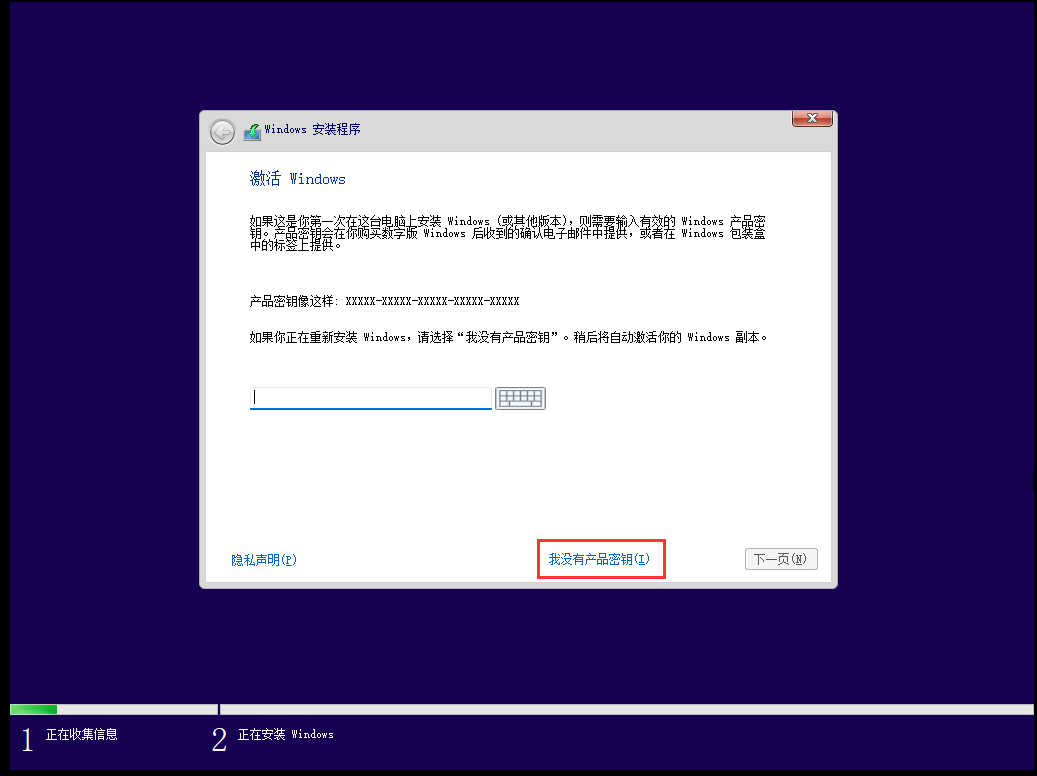 Windows 安装程序
激活 Windows
如果这是你第一次在这台电脑上安装 Windows (或其他版本)，则需要输入有效的 Windows 产品密
钥。产品密钥会在你购买数字版 Windows 后收到的确认电子邮件中提供，或者在 Windows 包装盒
中的标签上提供。
产品密钥像这样: XXXXX-XXXXX-XXXXX-XXXXX-XXXXX
如果你正在重新安装 Windows，请选择“我没有产品密钥”。稍后将自动激活你的 Windows 副本。
隐私声明(P)
我没有产品密钥(I)
下一页(N)
1 正在收集信息
2 正在安装 Windows